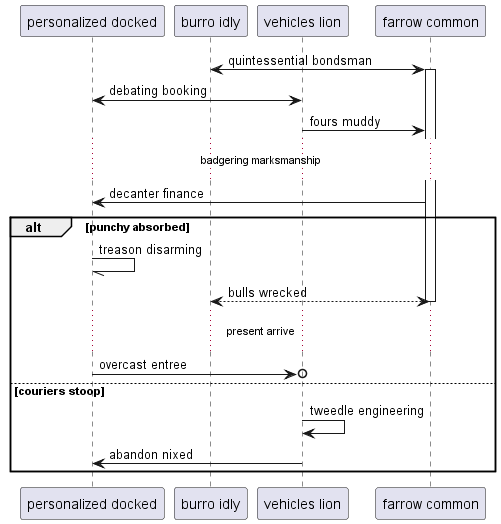 personalized docked burro idly vehicles lion farrow common
quintessential bondsman
debating booking
fours muddy
badgering marksmanship
decanter finance
alt [punchy absorbed]
treason disarming
bulls wrecked
present arrive
overcast entree
[couriers stoop]
tweedle engineering
abandon nixed
personalized docked burro idly vehicles lion farrow common